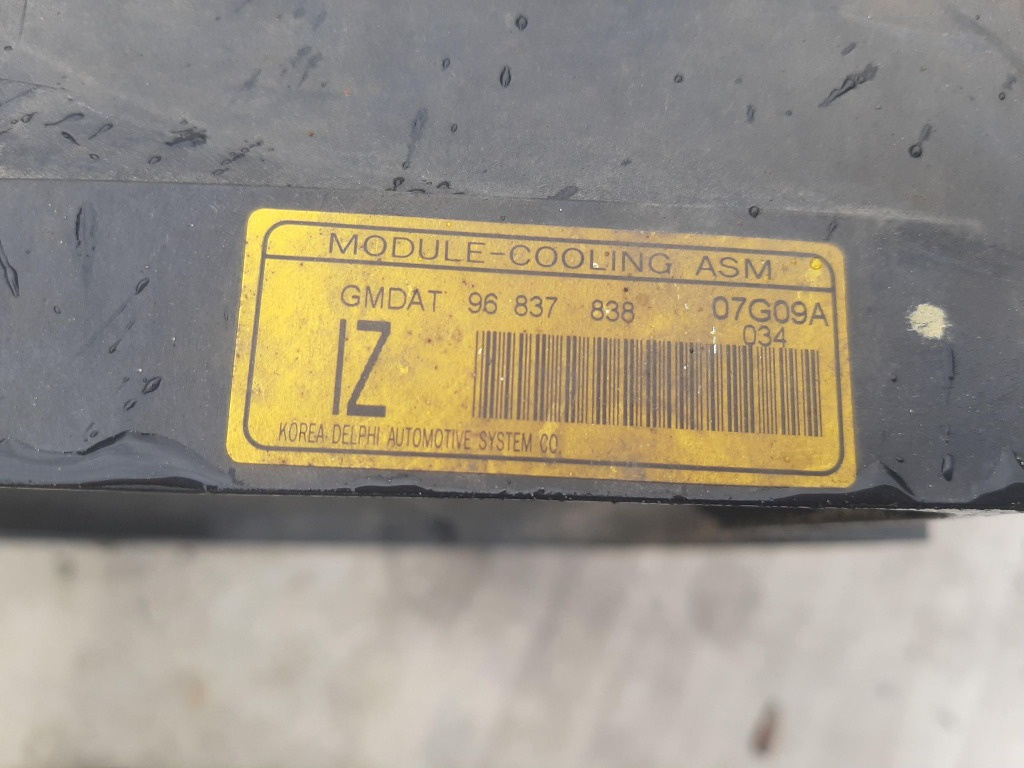 MODULE-COOLING ASM
GMDAT 96 837 838 07G09A
034
IZ
KOREA DELPHI AUTOMOTIVE SYSTEM CO.